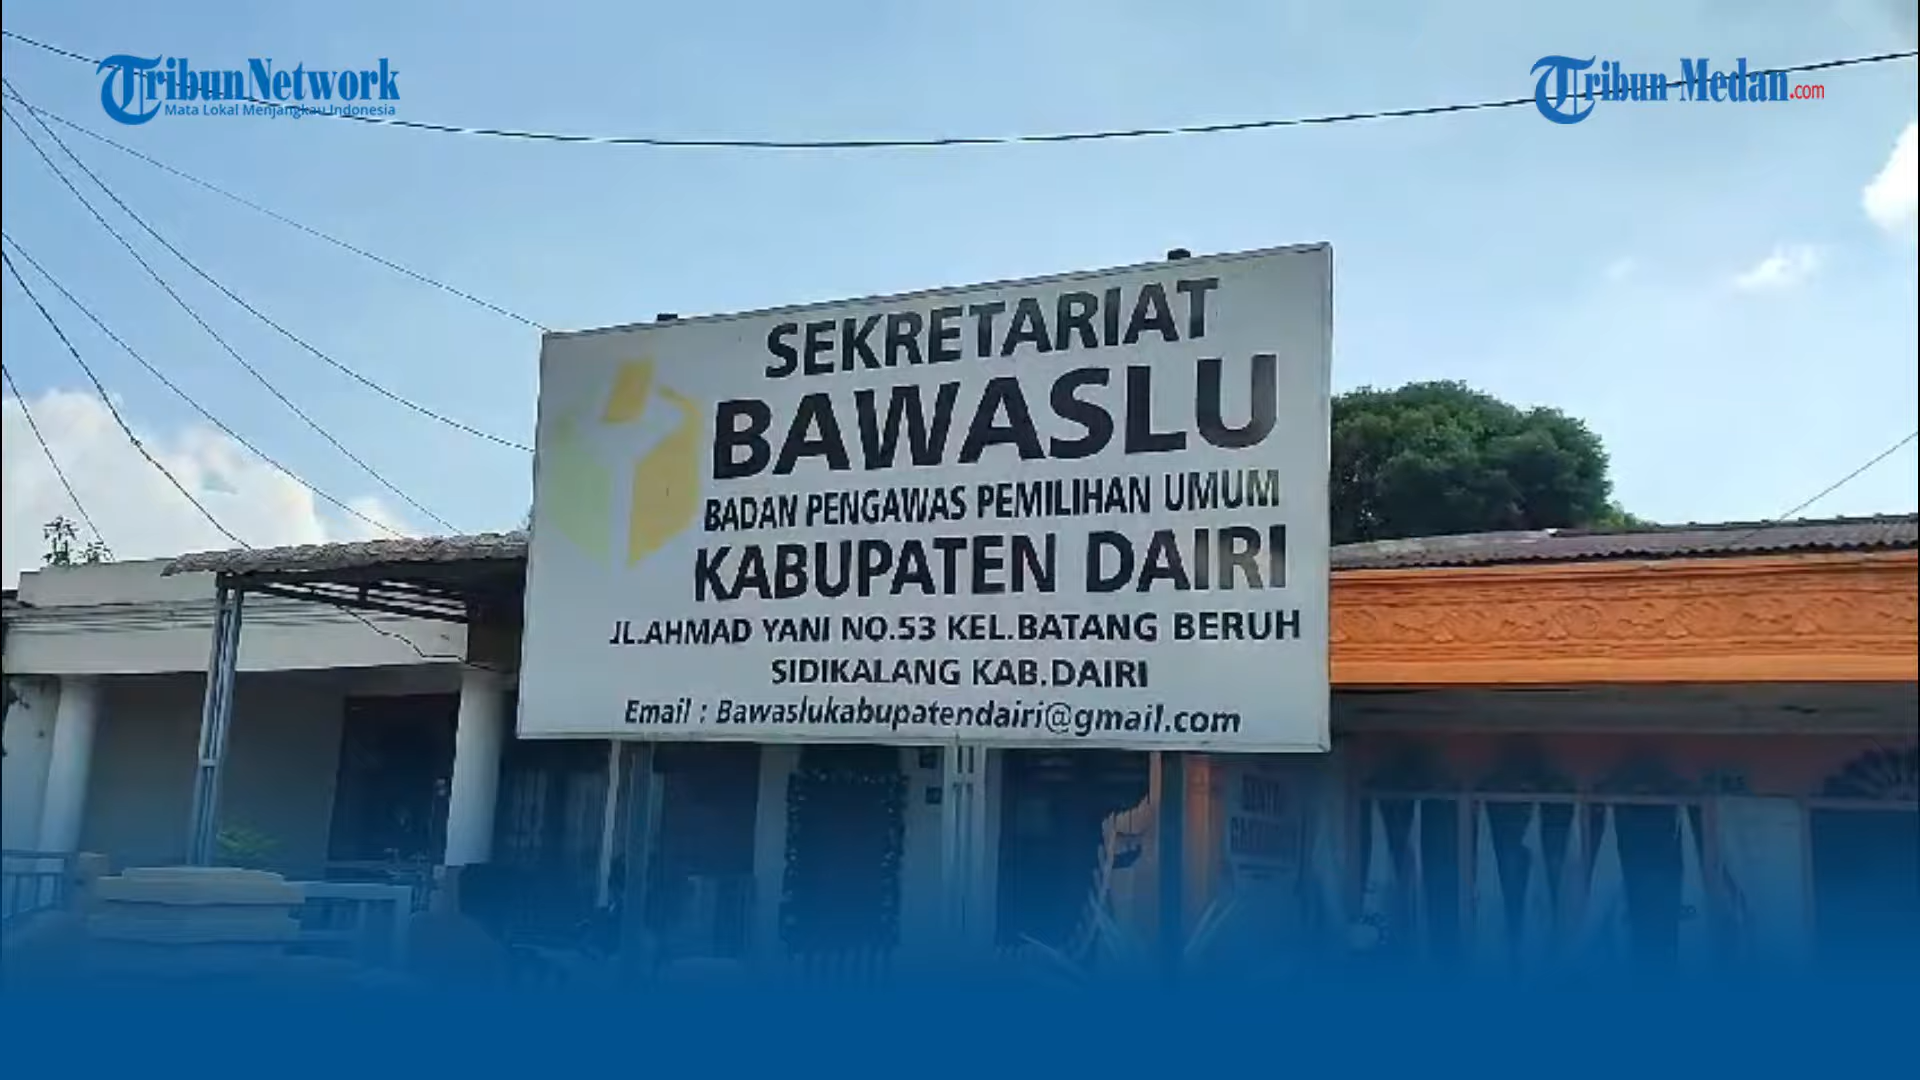 TribunNetwork
Mata Lokal Menjangkau Indonesia
Tribun Medan.com
SEKRETARIAT
BAWASLU
BADAN PENGAWAS PEMILIHAN UMUM
KABUPATEN DAIRI
JL.AHMAD YANI NO.53 KEL.BATANG BERUH
SIDIKALANG KAB.DAIRI
Email : Bawaslukabupatendairi@gmail.com